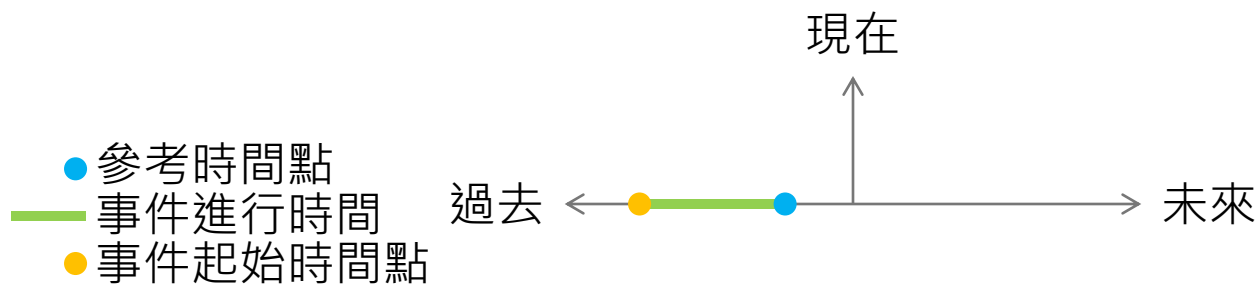 現在
參考時間點
事件進行時間
事件起始時間點
過去
未來